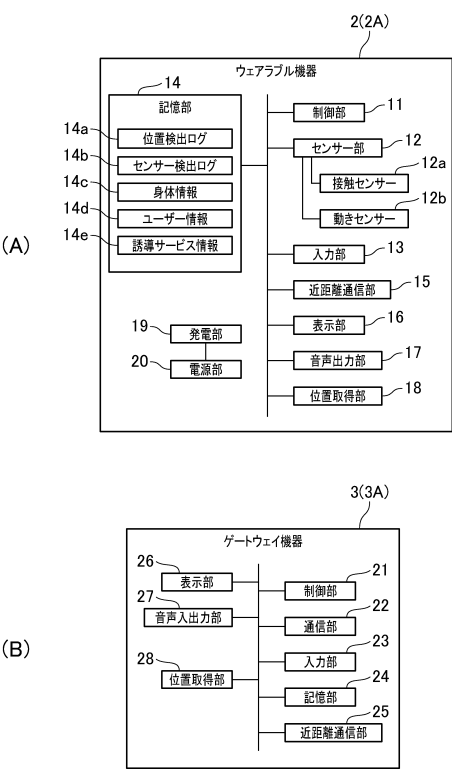 2(2A)
ウェアラブル機器
14
記憶部
14a
位置検出ログ
14b
センサー検出ログ
14c
身体情報
14d
ユーザー情報
14e
誘導サービス情報
制御部
11
センサー部
12
接触センサー
12a
動きセンサー
12b
入力部
13
近距離通信部
15
表示部
16
音声出力部
17
位置取得部
18
19
発電部
20
電源部
(A)
3(3A)
ゲートウェイ機器
26
表示部
27
音声入出力部
28
位置取得部
制御部
21
通信部
22
入力部
23
記憶部
24
近距離通信部
25
(B)